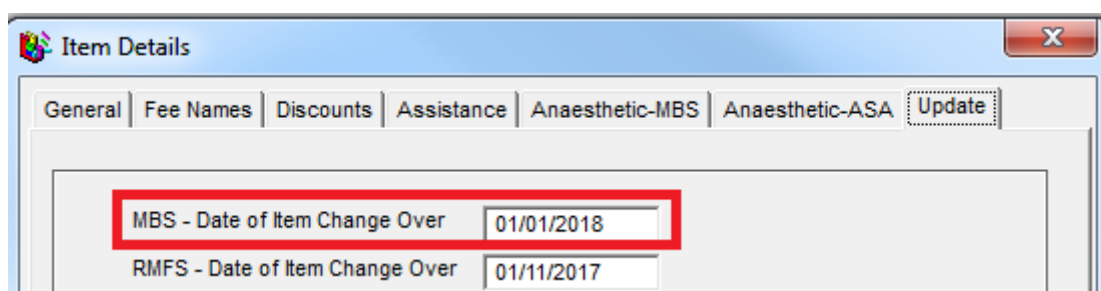 Item Details
General Fee Names Discounts Assistance Anaesthetic-MBS Anaesthetic-ASA Update
MBS - Date of Item Change Over 01/01/2018
RMFS - Date of Item Change Over 01/11/2017